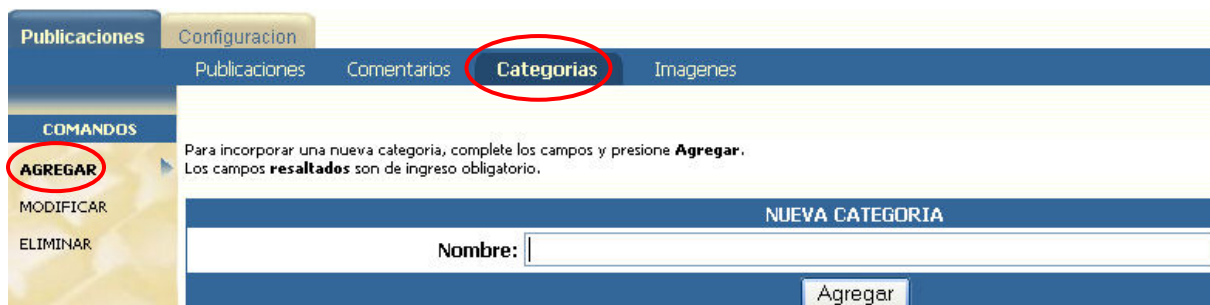 Publicaciones Configuracion
Publicaciones Comentarios Categorias Imagenes
COMANDOS
AGREGAR
MODIFICAR
ELIMINAR
Para incorporar una nueva categoria, complete los campos y presione Agregar.
Los campos resaltados son de ingreso obligatorio.
NUEVA CATEGORIA
Nombre:
Agregar